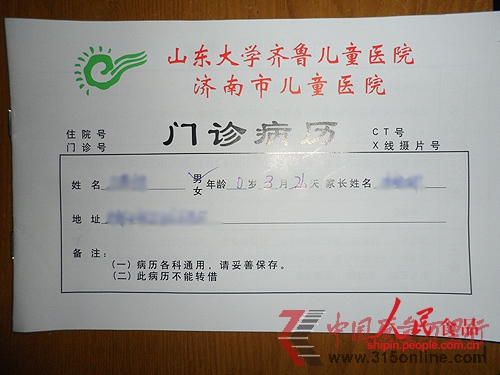 山东大学齐鲁儿童医院
济南市儿童医院
住院号
门诊号
门诊病历
CT号
X线摄片号
姓名 男 女 年龄 0 岁 3 月 2 天 家长姓名
地址
备注：
(一) 病历各科通用，请妥善保存。
(二) 此病历不能转借
人民 食品
shipin.people.com.cn
www.315online.com